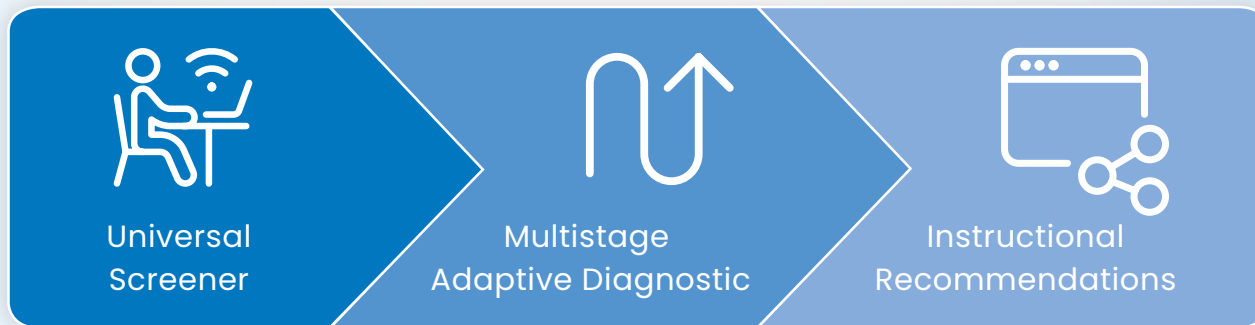 Universal
Screener
Multistage
Adaptive Diagnostic
Instructional
Recommendations